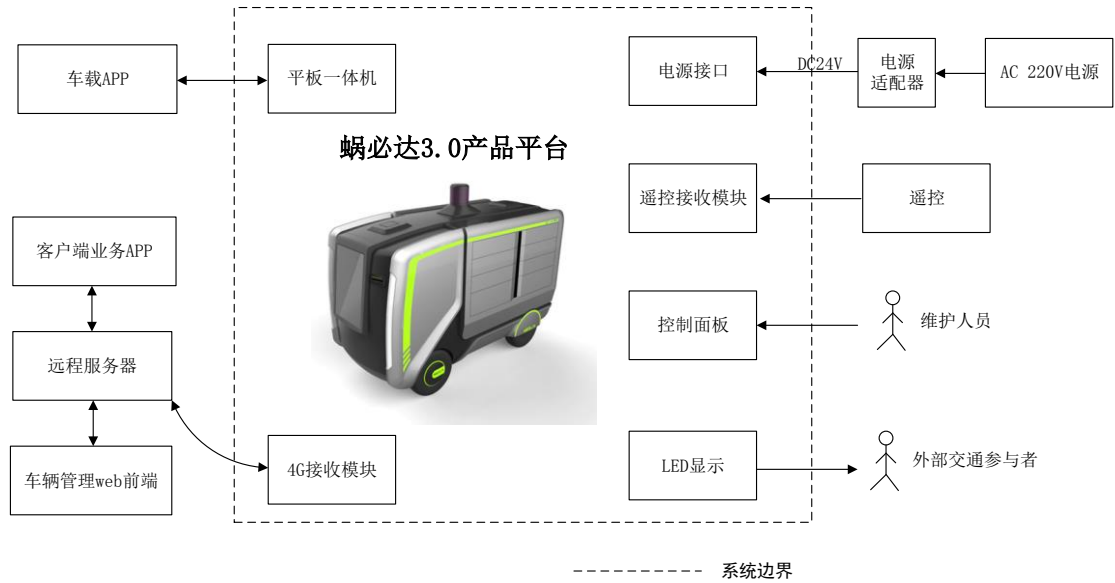 车载APP
平板一体机
电源接口
DC24V
电源
适配器
AC 220V电源
蜗必达3.0产品平台
遥控接收模块
遥控
客户端业务APP
控制面板
维护人员
远程服务器
LED显示
外部交通参与者
4G接收模块
车辆管理web前端
系统边界